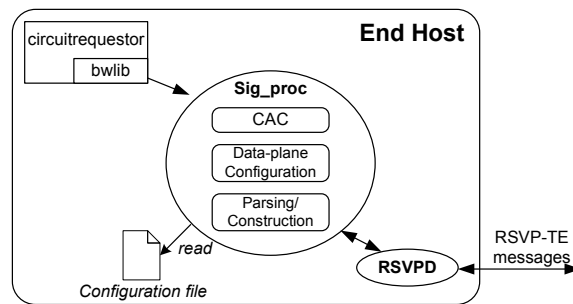 End Host
circuitrequestor
bwlib
Sig_proc
CAC
Data-plane
Configuration
Parsing/
Construction
read
Configuration file
RSVPD
RSVP-TE
messages